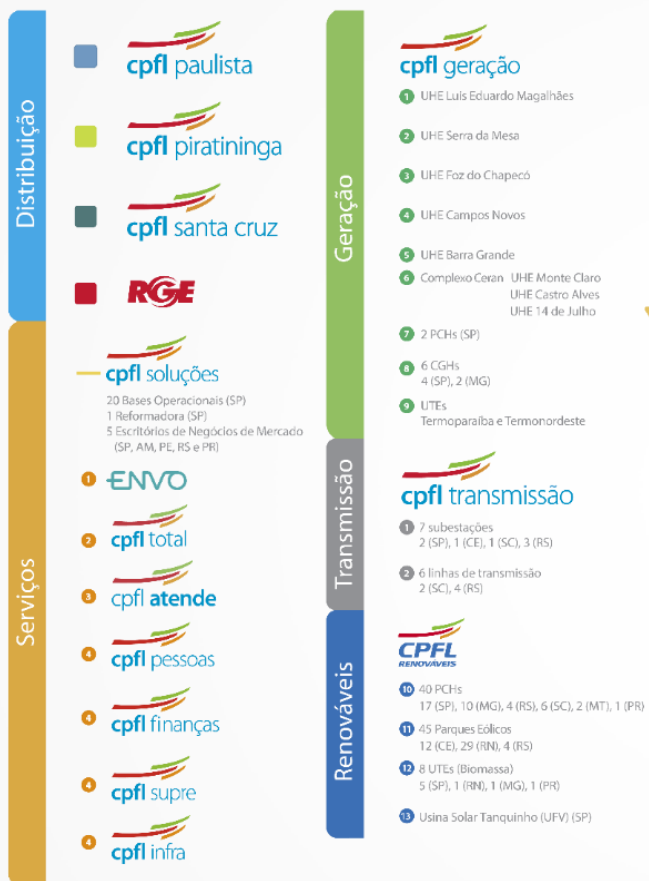 Distribuição
cpfl paulista
cpfl piratininga
cpfl santa cruz
RGE
Serviços
cpfl soluções
20 Bases Operacionais (SP)
1 Reformadora (SP)
5 Escritórios de Negócios de Mercado
(SP, AM, PE, RS e PR)
1 ENVO
2 cpfl total
3 cpfl atende
4 cpfl pessoas
4 cpfl finanças
4 cpfl supre
4 cpfl infra
Geração
cpfl geração
1 UHE Luís Eduardo Magalhães
2 UHE Serra da Mesa
3 UHE Foz do Chapecó
4 UHE Campos Novos
5 UHE Barra Grande
6 Complexo Ceran UHE Monte Claro
UHE Castro Alves
UHE 14 de Julho
7 2 PCHs (SP)
8 6 CGHs
4 (SP), 2 (MG)
9 UTEs
Termoparaíba e Termonordeste
Transmissão
cpfl transmissão
1 7 subestações
2 (SP), 1 (CE), 1 (SC), 3 (RS)
2 6 linhas de transmissão
2 (SC), 4 (RS)
Renováveis
CPFL
RENOVÁVEIS
10 40 PCHs
17 (SP), 10 (MG), 4 (RS), 6 (SC), 2 (MT), 1 (PR)
11 45 Parques Eólicos
12 (CE), 29 (RN), 4 (RS)
12 8 UTEs (Biomassa)
5 (SP), 1 (RN), 1 (MG), 1 (PR)
13 Usina Solar Tanquinho (UFV) (SP)